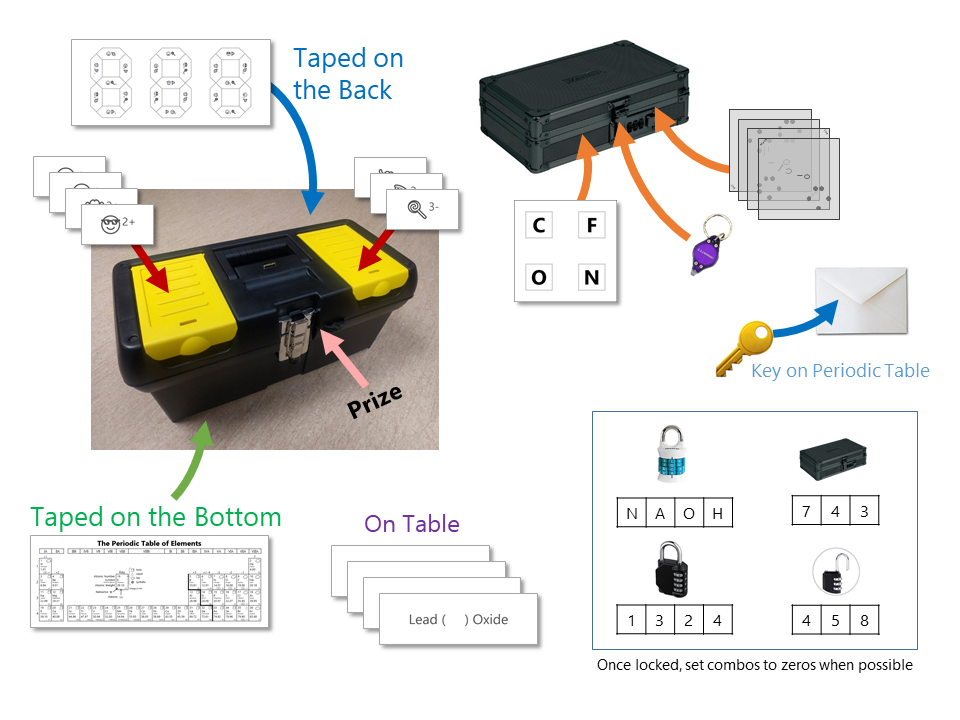 Taped on
the Back
2+
3-
C F
O N
Prize
Key on Periodic Table
Taped on the Bottom
The Periodic Table of Elements
On Table
Lead ( ) Oxide
N A O H
7 4 3
1 3 2 4
4 5 8
Once locked, set combos to zeros when possible